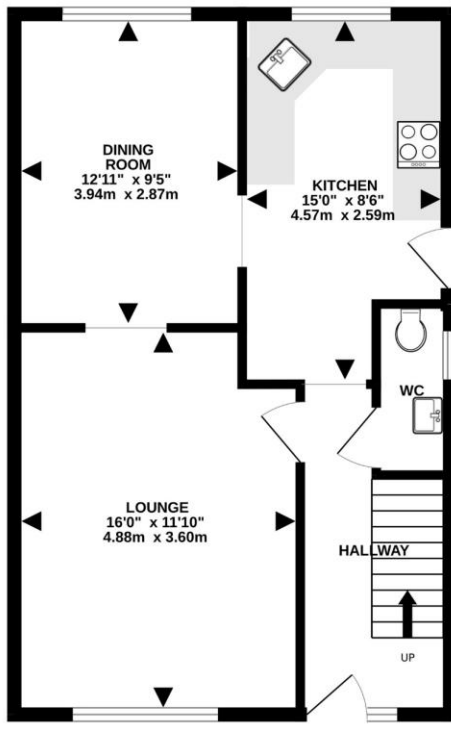 DINING
ROOM
12'11" x 9'5"
3.94m x 2.87m
KITCHEN
15'0" x 8'6"
4.57m x 2.59m
WC
LOUNGE
16'0" x 11'10"
4.88m x 3.60m
HALLWAY
UP